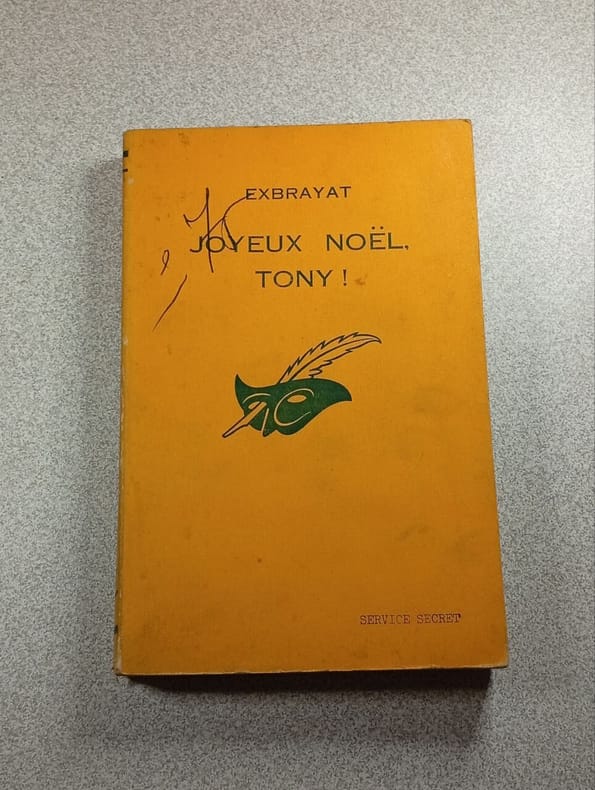 EXBRAYAT
JOYEUX NOËL,
TONY !
SERVICE SECRET